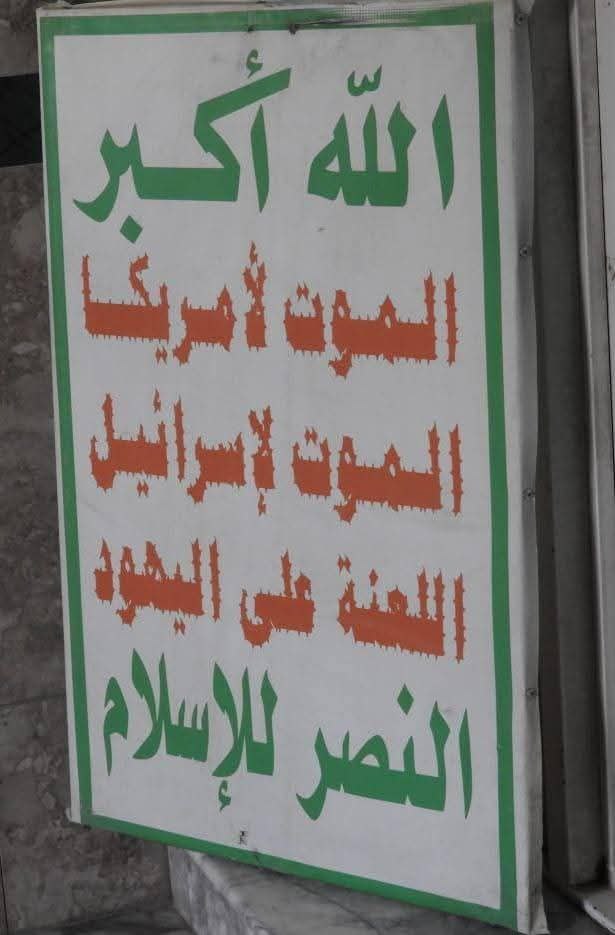 الله أكبر
الموت لأمريكا
الموت لإسرائيل
اللعنة على اليهود
النصر للإسلام